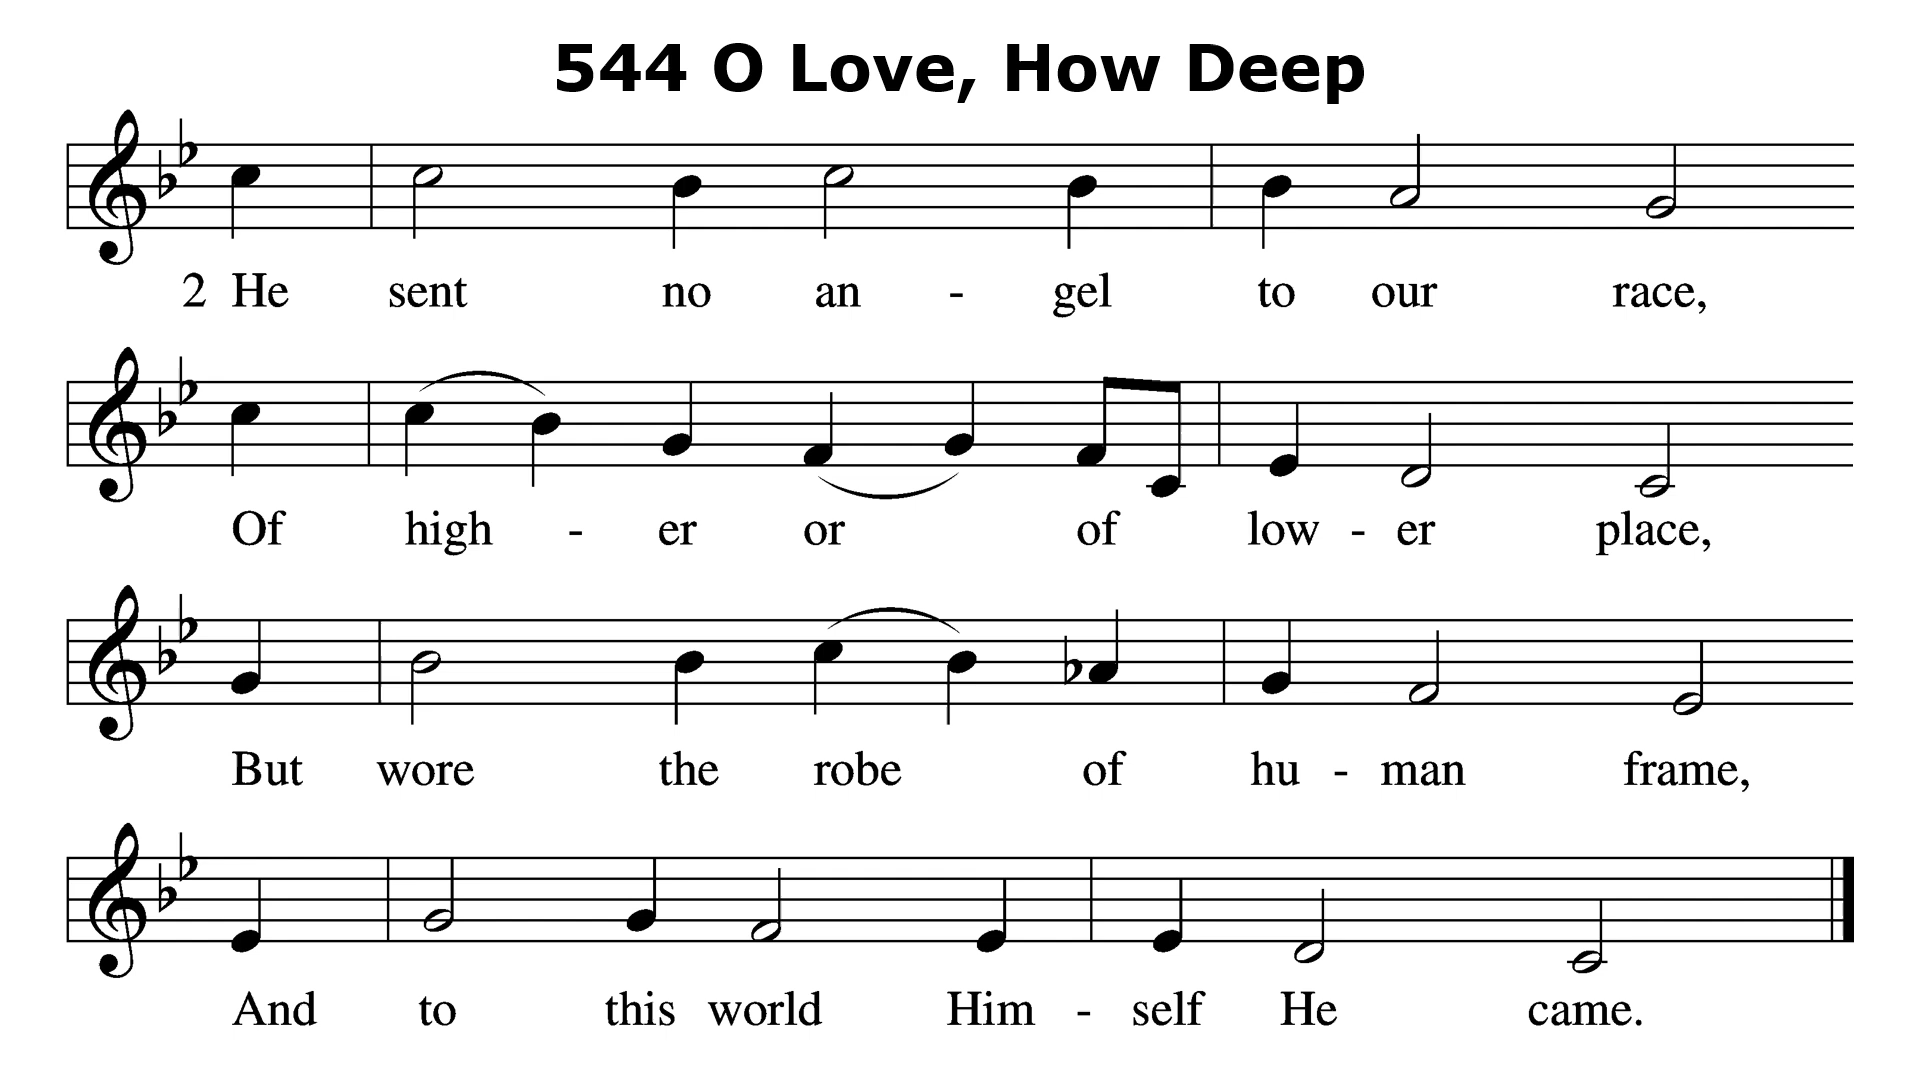 544 O Love, How Deep
2 He sent no an - gel to our race,
Of high - er or of low - er place,
But wore the robe of hu - man frame,
And to this world Him - self He came.